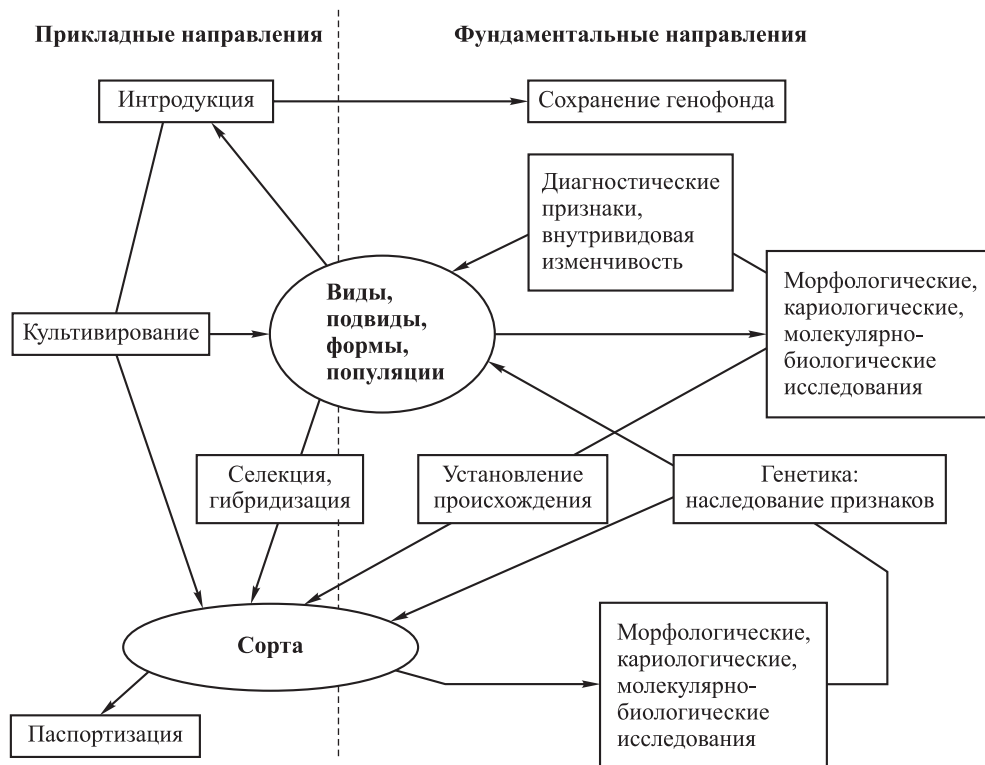 Прикладные направления
Фундаментальные направления
Интродукция
Сохранение генофонда
Диагностические
признаки,
внутривидовая
изменчивость
Морфологические,
кариологические,
молекулярно-
биологические
исследования
Виды,
подвиды,
формы,
популяции
Культивирование
Селекция,
гибридизация
Установление
происхождения
Генетика:
наследование признаков
Сорта
Морфологические,
кариологические,
молекулярно-
биологические
исследования
Паспортизация